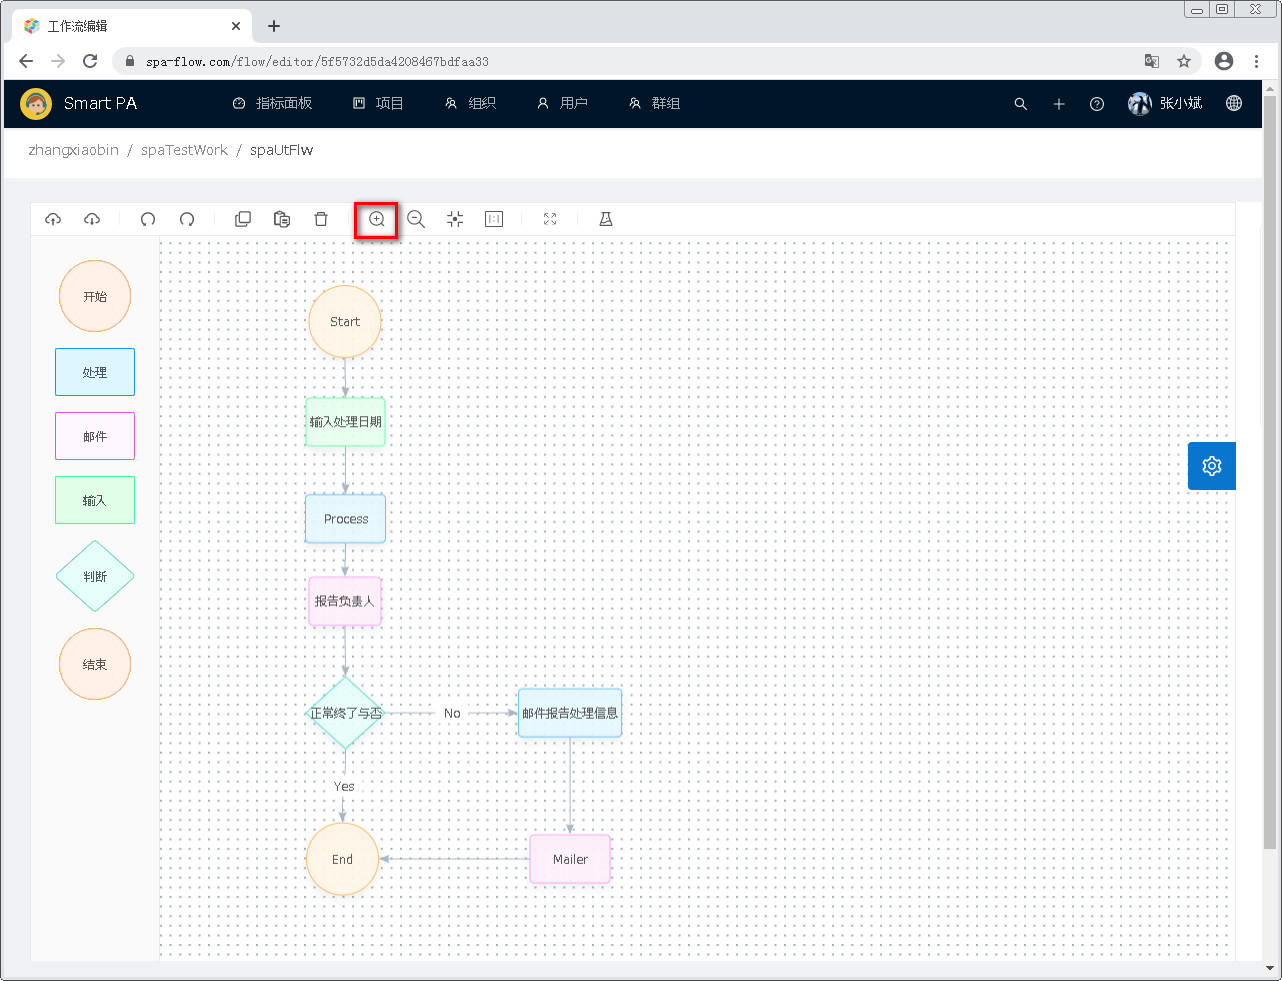 工作流编辑
spa-flow.com/flow/editor/5f5732d5da4208467bdfaa33
Smart PA 指标面板 项目 组织 用户 群组 张小斌
zhangxiaobin / spaTestWork / spaUtFlw
开始
处理
邮件
输入
判断
结束
Start
输入处理日期
Process
报告负责人
正常终了与否 No 邮件报告处理信息
Yes
End Mailer